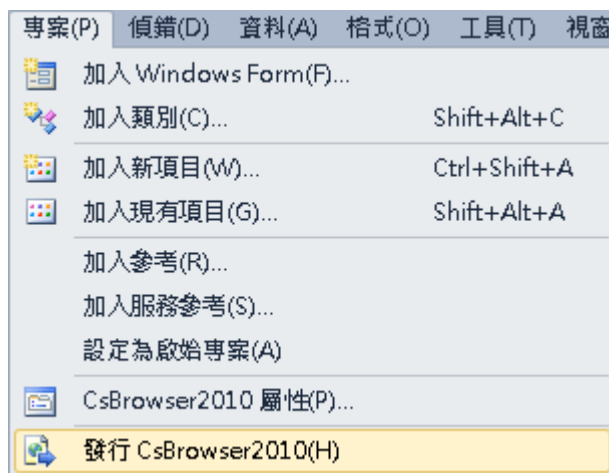 專案(P) 偵錯(D) 資料(A) 格式(O) 工具(T) 視窗
加入 Windows Form(F)...
加入類別(C)... Shift+Alt+C
加入新項目(W)... Ctrl+Shift+A
加入現有項目(G)... Shift+Alt+A
加入參考(R)...
加入服務參考(S)...
設定為啟始專案(A)
CsBrowser2010 屬性(P)...
發行 CsBrowser2010(H)